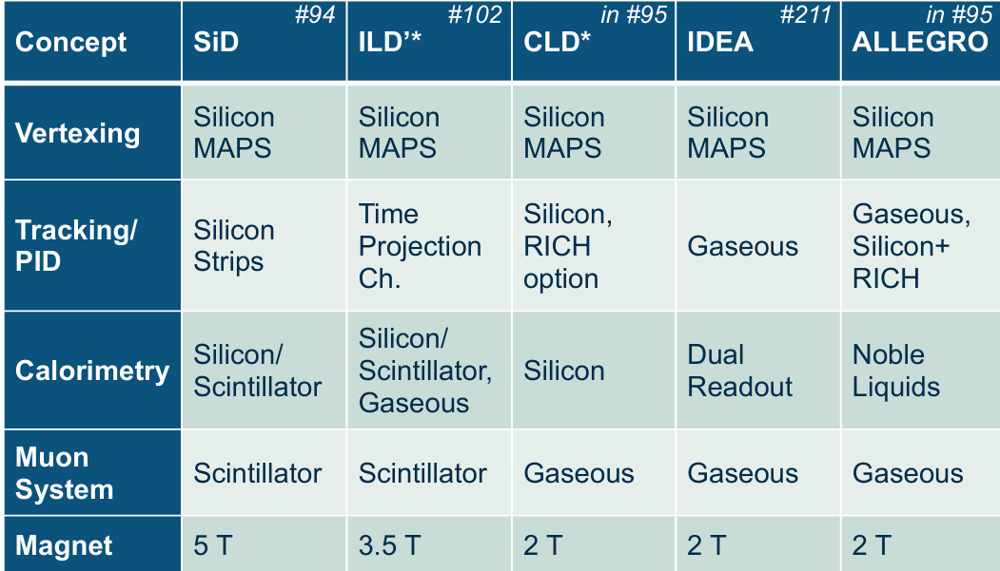 Concept
#94
SiD
#102
ILD’*
in #95
CLD*
#211
IDEA
in #95
ALLEGRO
Vertexing
Silicon
MAPS
Silicon
MAPS
Silicon
MAPS
Silicon
MAPS
Silicon
MAPS
Tracking/
PID
Silicon
Strips
Time
Projection
Ch.
Silicon,
RICH
option
Gaseous
Gaseous,
Silicon+
RICH
Calorimetry
Silicon/
Scintillator
Silicon/
Scintillator,
Gaseous
Silicon
Dual
Readout
Noble
Liquids
Muon
System
Scintillator
Scintillator
Gaseous
Gaseous
Gaseous
Magnet
5 T
3.5 T
2 T
2 T
2 T